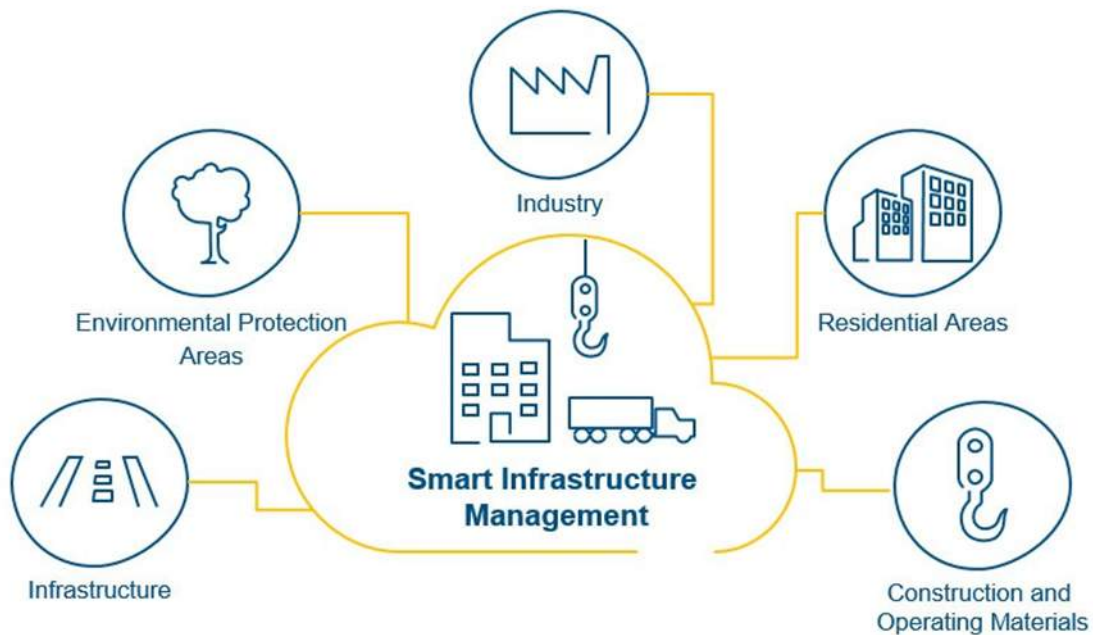 Industry
Environmental Protection
Areas
Residential Areas
Smart Infrastructure
Management
Infrastructure
Construction and
Operating Materials